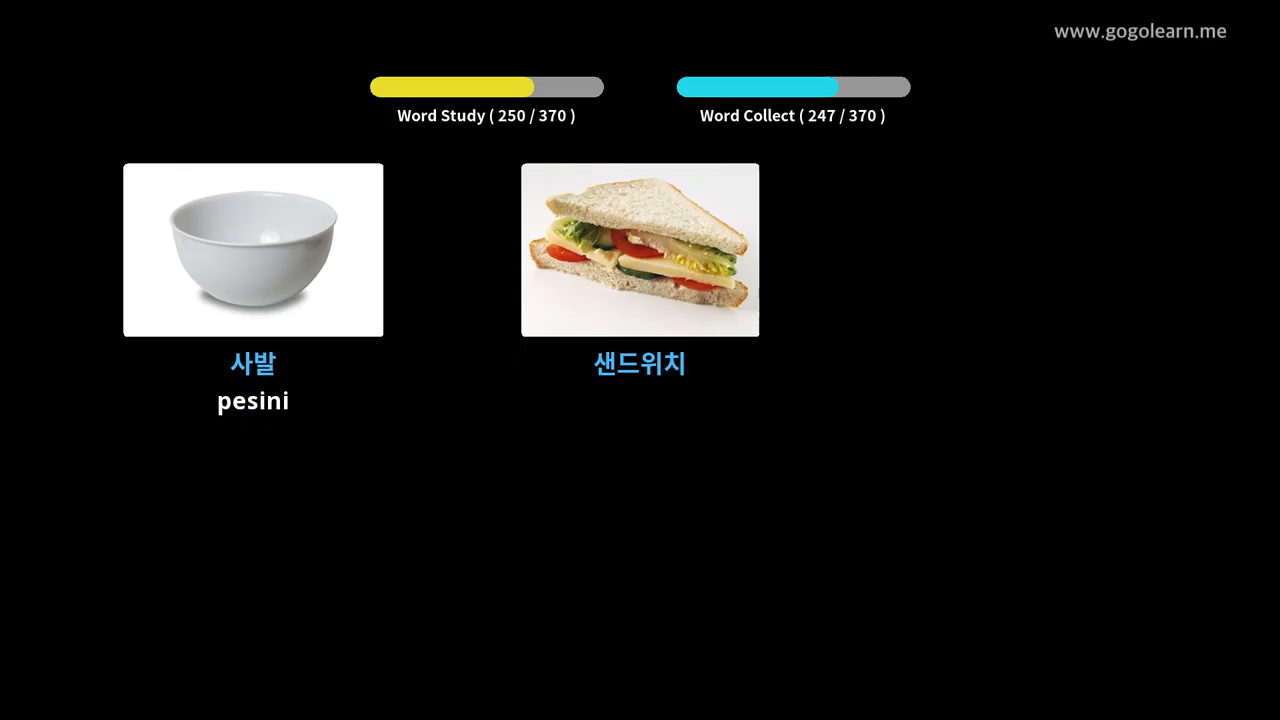 www.gogolearn.me
Word Study ( 250 / 370 )
Word Collect ( 247 / 370 )
사발
샌드위치
pesini